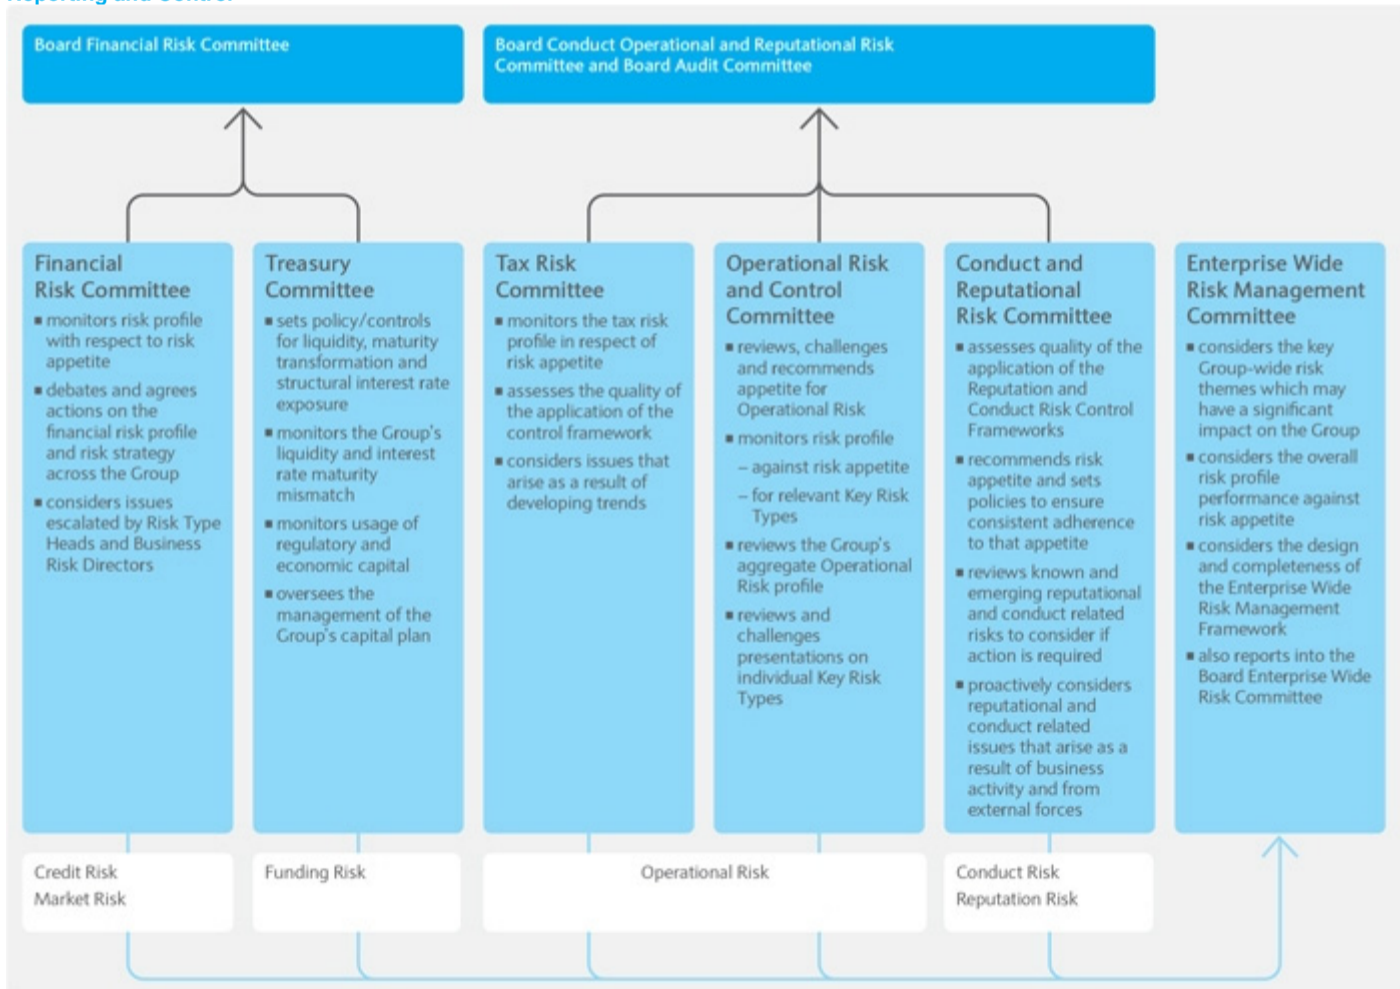 Reporting and Control
Board Financial Risk Committee
Board Conduct Operational and Reputational Risk
Committee and Board Audit Committee
Financial
Risk Committee
▪ monitors risk profile
with respect to risk
appetite
▪ debates and agrees
actions on the
financial risk profile
and risk strategy
across the Group
▪ considers issues
escalated by Risk Type
Heads and Business
Risk Directors
Treasury
Committee
▪ sets policy/controls
for liquidity, maturity
transformation and
structural interest rate
exposure
▪ monitors the Group's
liquidity and interest
rate maturity
mismatch
▪ monitors usage of
regulatory and
economic capital
▪ oversees the
management of the
Group's capital plan
Tax Risk
Committee
▪ monitors the tax risk
profile in respect of
risk appetite
▪ assesses the quality of
the application of the
control framework
▪ considers issues that
arise as a result of
developing trends
Operational Risk
and Control
Committee
▪ reviews, challenges
and recommends
appetite for
Operational Risk
▪ monitors risk profile
– against risk appetite
– for relevant Key Risk
Types
▪ reviews the Group's
aggregate Operational
Risk profile
▪ reviews and
challenges
presentations on
individual Key Risk
Types
Conduct and
Reputational
Risk Committee
▪ assesses quality of the
application of the
Reputation and
Conduct Risk Control
Frameworks
▪ recommends risk
appetite and sets
policies to ensure
consistent adherence
to that appetite
▪ reviews known and
emerging reputational
and conduct related
risks to consider if
action is required
▪ proactively considers
reputational and
conduct related
issues that arise as a
result of business
activity and from
external forces
Enterprise Wide
Risk Management
Committee
▪ considers the key
Group-wide risk
themes which may
have a significant
impact on the Group
▪ considers the overall
risk profile
performance against
risk appetite
▪ considers the design
and completeness of
the Enterprise Wide
Risk Management
Framework
▪ also reports into the
Board Enterprise Wide
Risk Committee
Credit Risk
Market Risk
Funding Risk
Operational Risk
Conduct Risk
Reputation Risk